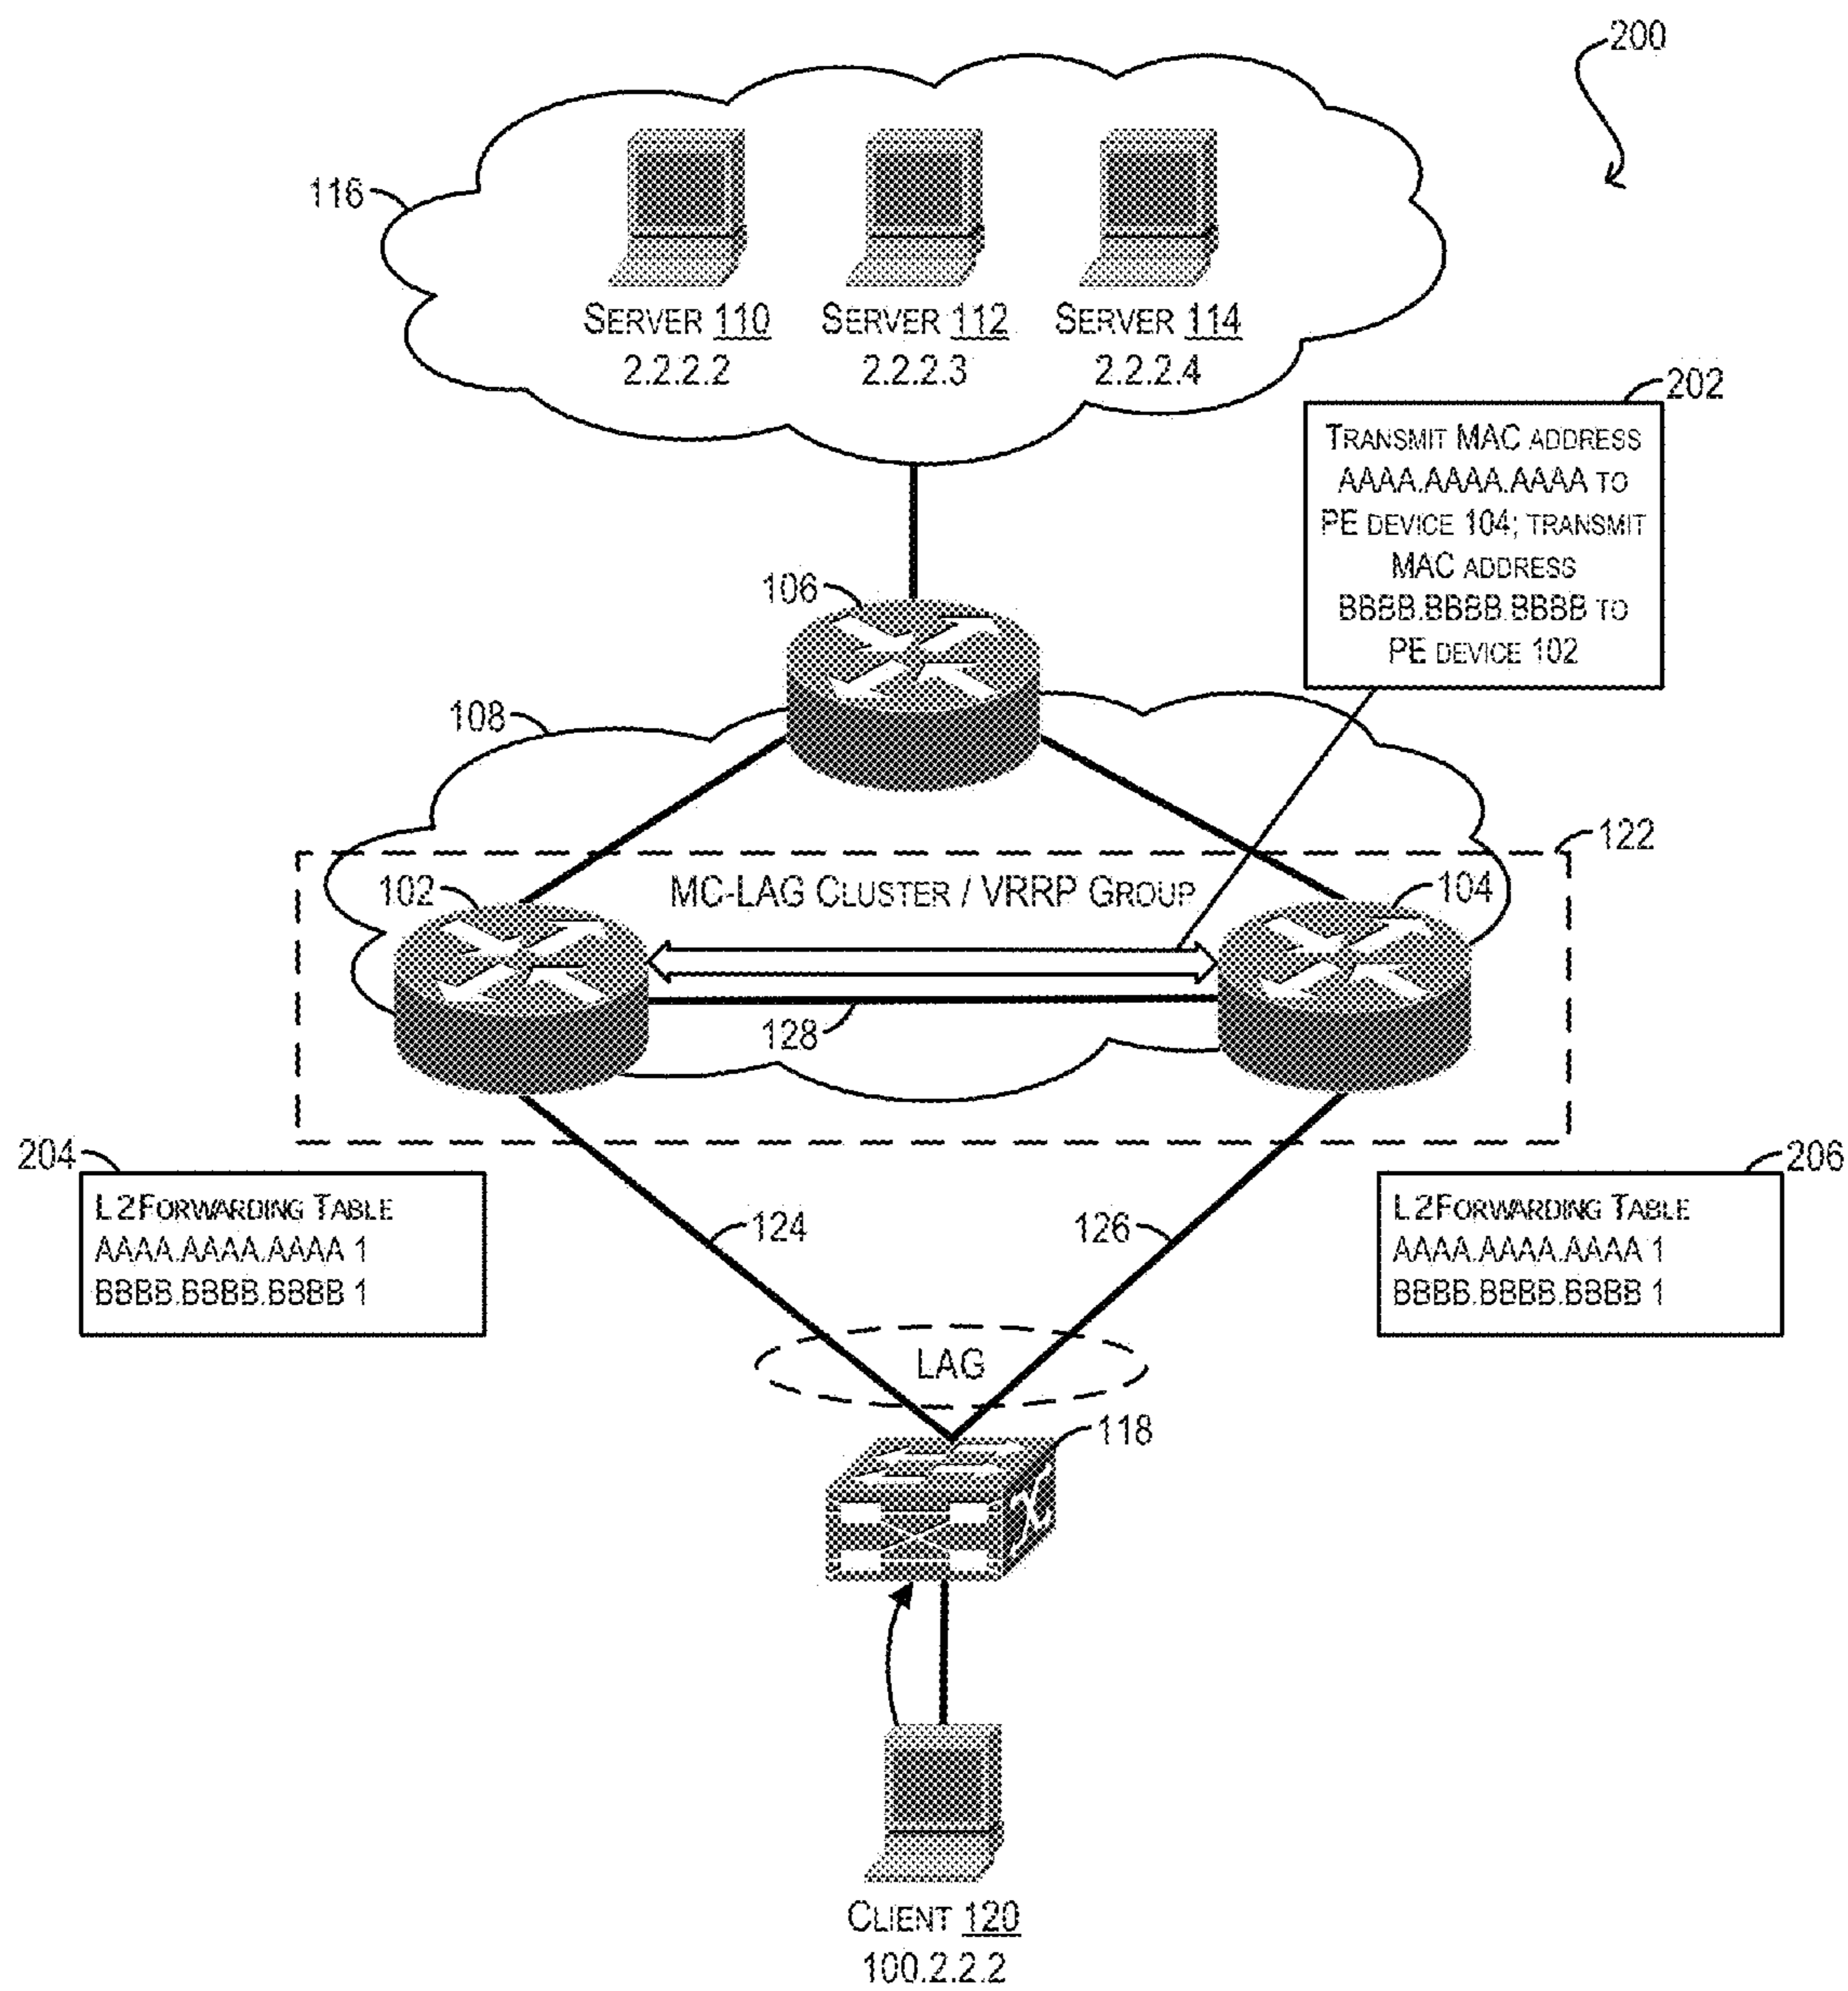 200
116
SERVER 110
2.2.2.2
SERVER 112
2.2.2.3
SERVER 114
2.2.2.4
202
TRANSMIT MAC ADDRESS
AAAA.AAAA.AAAA TO
PE DEVICE 104; TRANSMIT
MAC ADDRESS
BBBB.BBBB.BBBB TO
PE DEVICE 102
106
108
122
102
MC-LAG CLUSTER / VRRP GROUP
104
128
204
L2FORWARDING TABLE
AAAA.AAAA.AAAA 1
BBBB.BBBB.BBBB 1
124
126
206
L2FORWARDING TABLE
AAAA.AAAA.AAAA 1
BBBB.BBBB.BBBB 1
LAG
118
CLIENT 120
100.2.2.2